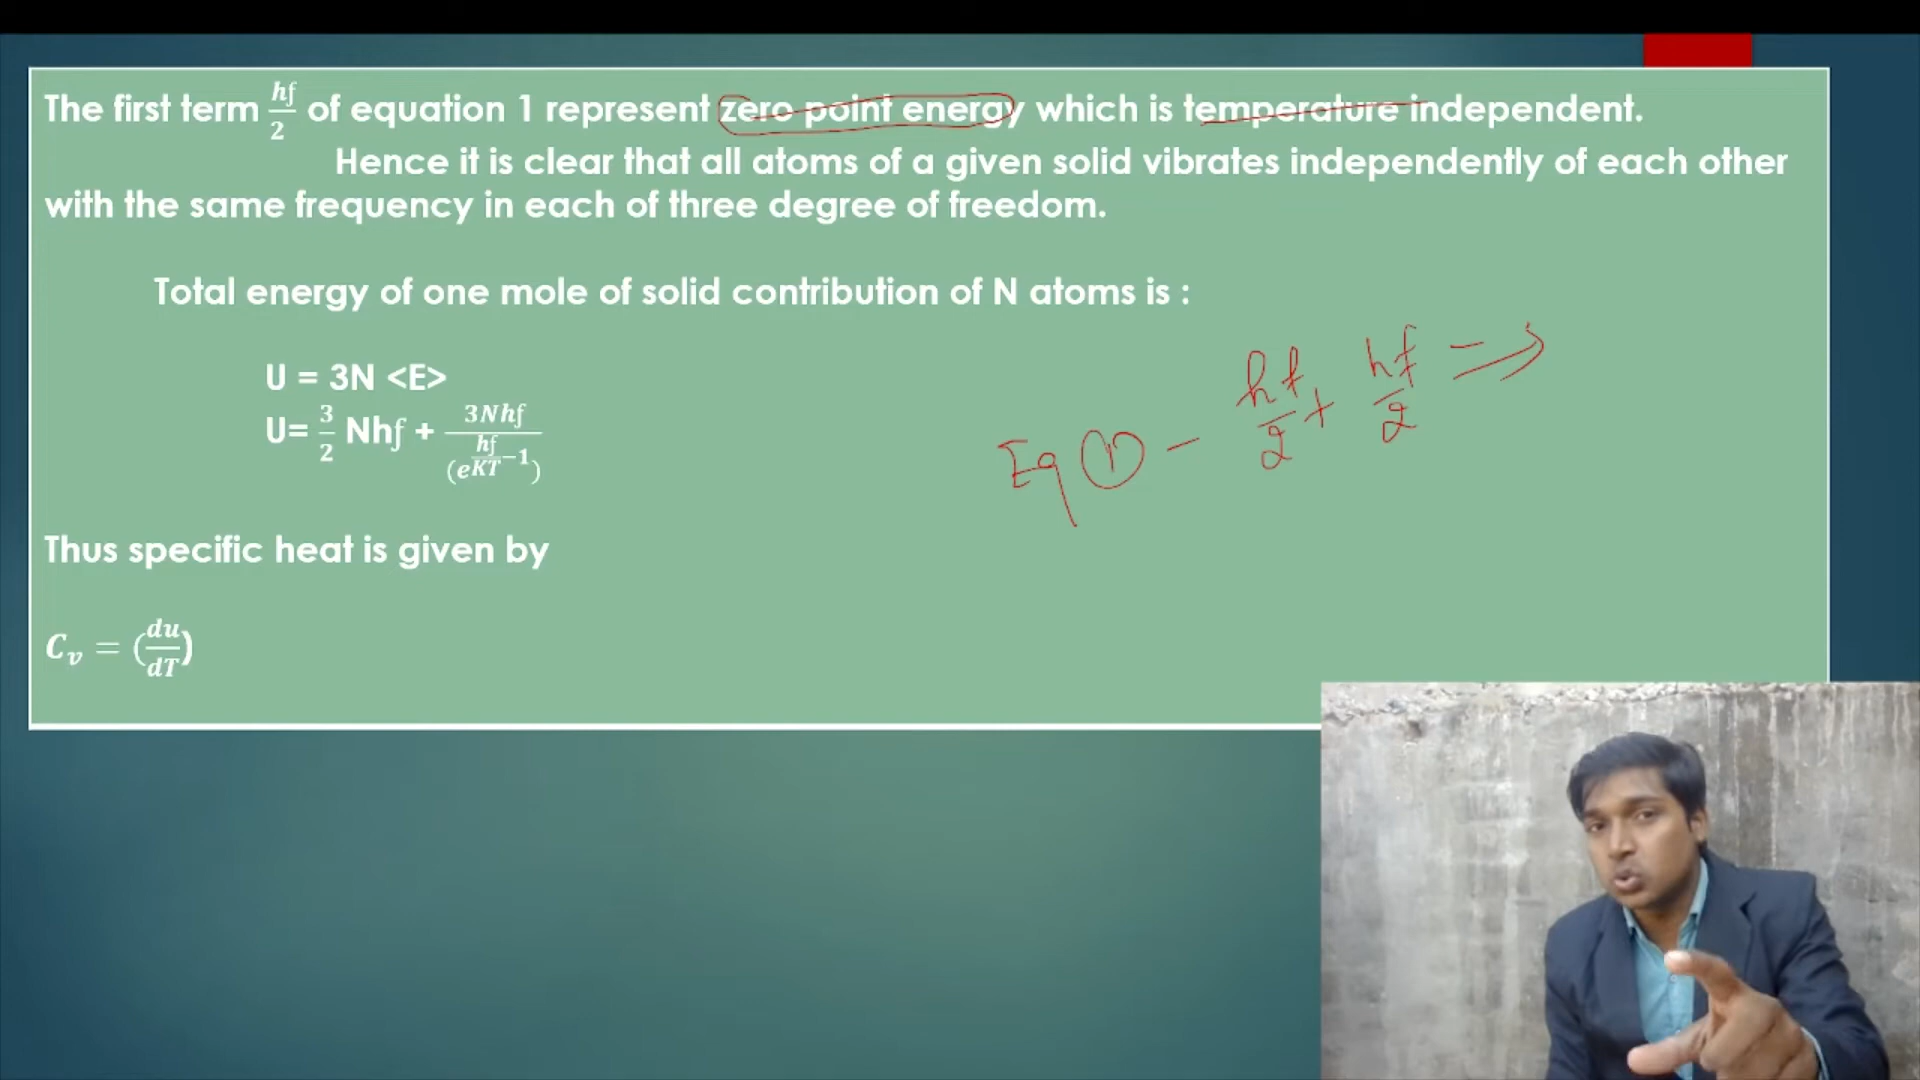 The first term hf/2 of equation 1 represent zero point energy which is temperature independent.
Hence it is clear that all atoms of a given solid vibrates independently of each other
with the same frequency in each of three degree of freedom.
Total energy of one mole of solid contribution of N atoms is :
U = 3N <E>
U= 3/2 Nhf + 3Nhf/(e^(hf/KT)-1)
Eq ① - hf/2 + hf/2 - ⇒
Thus specific heat is given by
C_v = (du/dT)